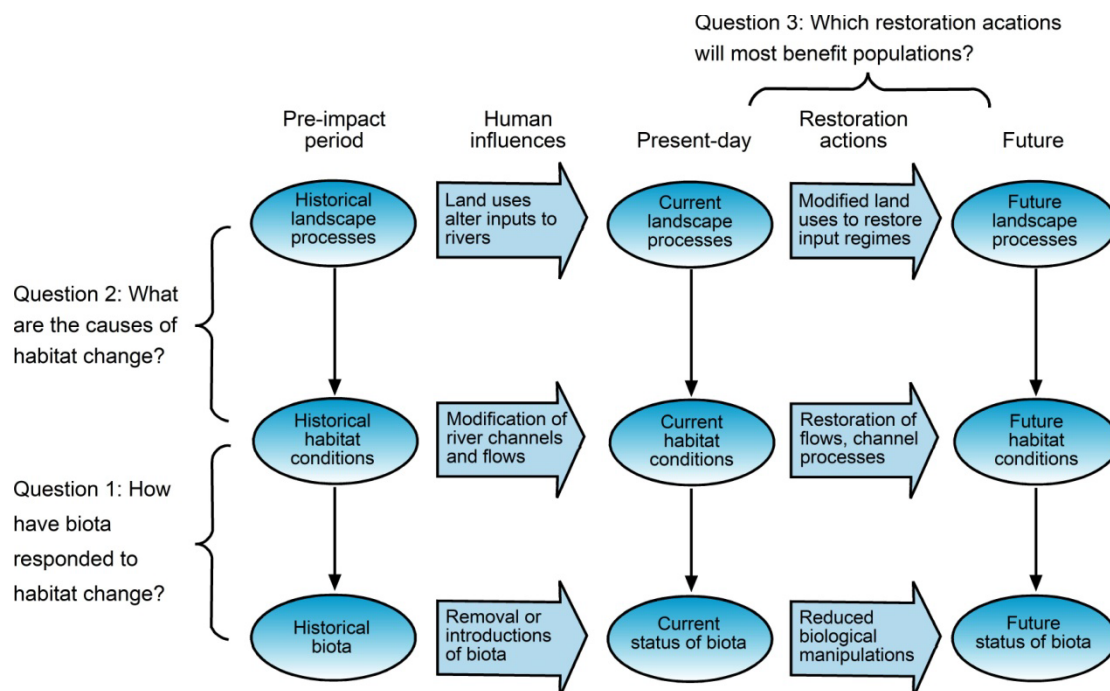 Question 3: Which restoration acations
will most benefit populations?
Pre-impact
period
Human
influences
Present-day
Restoration
actions
Future
Historical
landscape
processes
Land uses
alter inputs to
rivers
Current
landscape
processes
Modified land
uses to restore
input regimes
Future
landscape
processes
Question 2: What
are the causes of
habitat change?
Historical
habitat
conditions
Modification of
river channels
and flows
Current
habitat
conditions
Restoration of
flows, channel
processes
Future
habitat
conditions
Question 1: How
have biota
responded to
habitat change?
Historical
biota
Removal or
introductions
of biota
Current
status of biota
Reduced
biological
manipulations
Future
status of biota